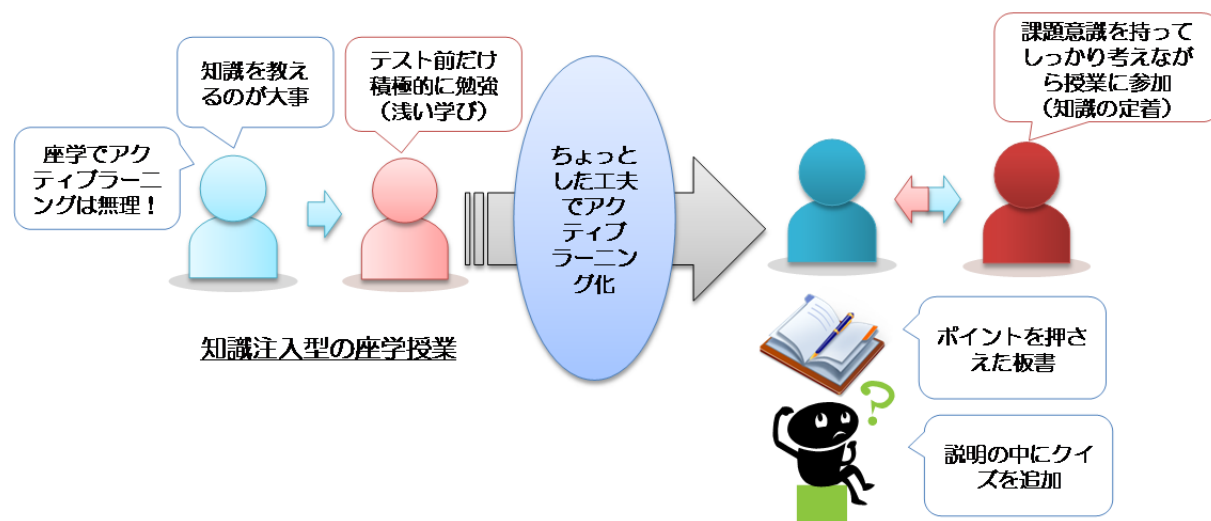 知識を教え
るのが大事
座学でアク
ティブラーニ
ングは無理！
テスト前だけ
積極的に勉強
（浅い学び）
知識注入型の座学授業
ちょっと
した工夫
でアク
ティブ
ラーニン
グ化
課題意識を持って
しっかり考えなが
ら授業に参加
（知識の定着）
ポイントを押さ
えた板書
?
説明の中にクイ
ズを追加